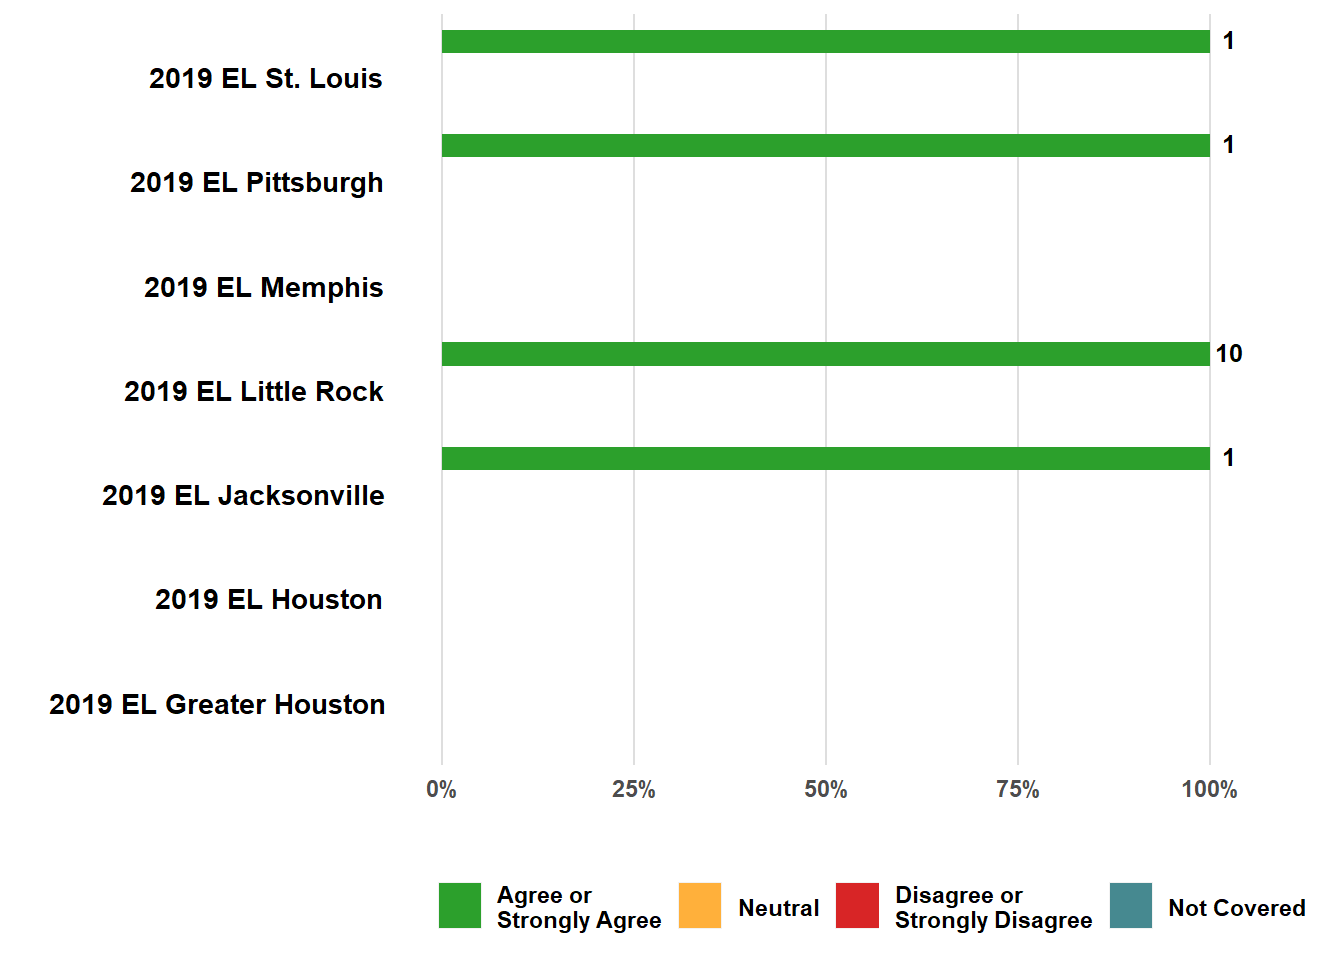 1
2019 EL St. Louis
1
2019 EL Pittsburgh
2019 EL Memphis
10
2019 EL Little Rock
1
2019 EL Jacksonville
2019 EL Houston
2019 EL Greater Houston
0% 25% 50% 75% 100%
Agree or
Strongly Agree
Neutral
Disagree or
Strongly Disagree
Not Covered